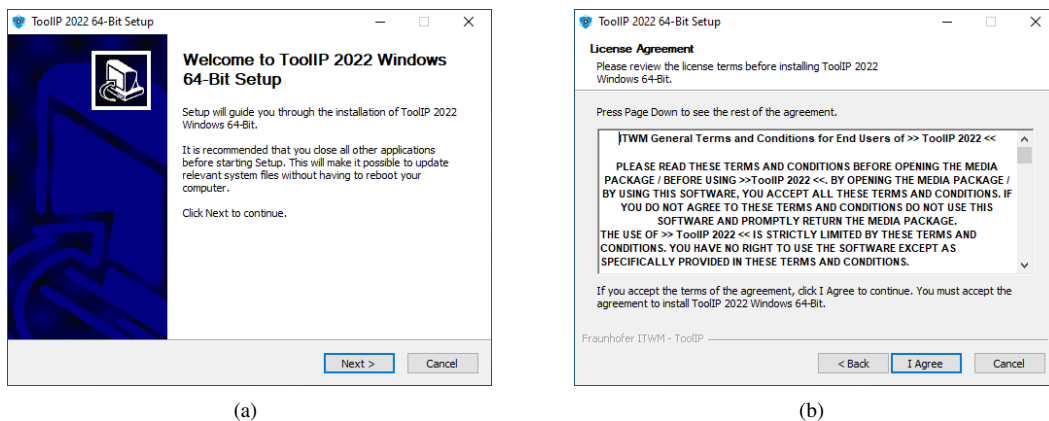 ToolIP 2022 64-Bit Setup
Welcome to ToolIP 2022 Windows
64-Bit Setup
Setup will guide you through the installation of ToolIP 2022
Windows 64-Bit.
It is recommended that you close all other applications
before starting Setup. This will make it possible to update
relevant system files without having to reboot your
computer.
Click Next to continue.
Next >
Cancel
(a)
ToolIP 2022 64-Bit Setup
License Agreement
Please review the license terms before installing ToolIP 2022
Windows 64-Bit.
Press Page Down to see the rest of the agreement.
ITWM General Terms and Conditions for End Users of >> ToolIP 2022 <<
PLEASE READ THESE TERMS AND CONDITIONS BEFORE OPENING THE MEDIA
PACKAGE / BEFORE USING >>ToolIP 2022 <<. BY OPENING THE MEDIA PACKAGE /
BY USING THIS SOFTWARE, YOU ACCEPT ALL THESE TERMS AND CONDITIONS. IF
YOU DO NOT AGREE TO THESE TERMS AND CONDITIONS DO NOT USE THIS
SOFTWARE AND PROMPTLY RETURN THE MEDIA PACKAGE.
THE USE OF >> ToolIP 2022 << IS STRICTLY LIMITED BY THESE TERMS AND
CONDITIONS. YOU HAVE NO RIGHT TO USE THE SOFTWARE EXCEPT AS
SPECIFICALLY PROVIDED IN THESE TERMS AND CONDITIONS.
If you accept the terms of the agreement, click I Agree to continue. You must accept the
agreement to install ToolIP 2022 Windows 64-Bit.
Fraunhofer ITWM - ToolIP
< Back
I Agree
Cancel
(b)